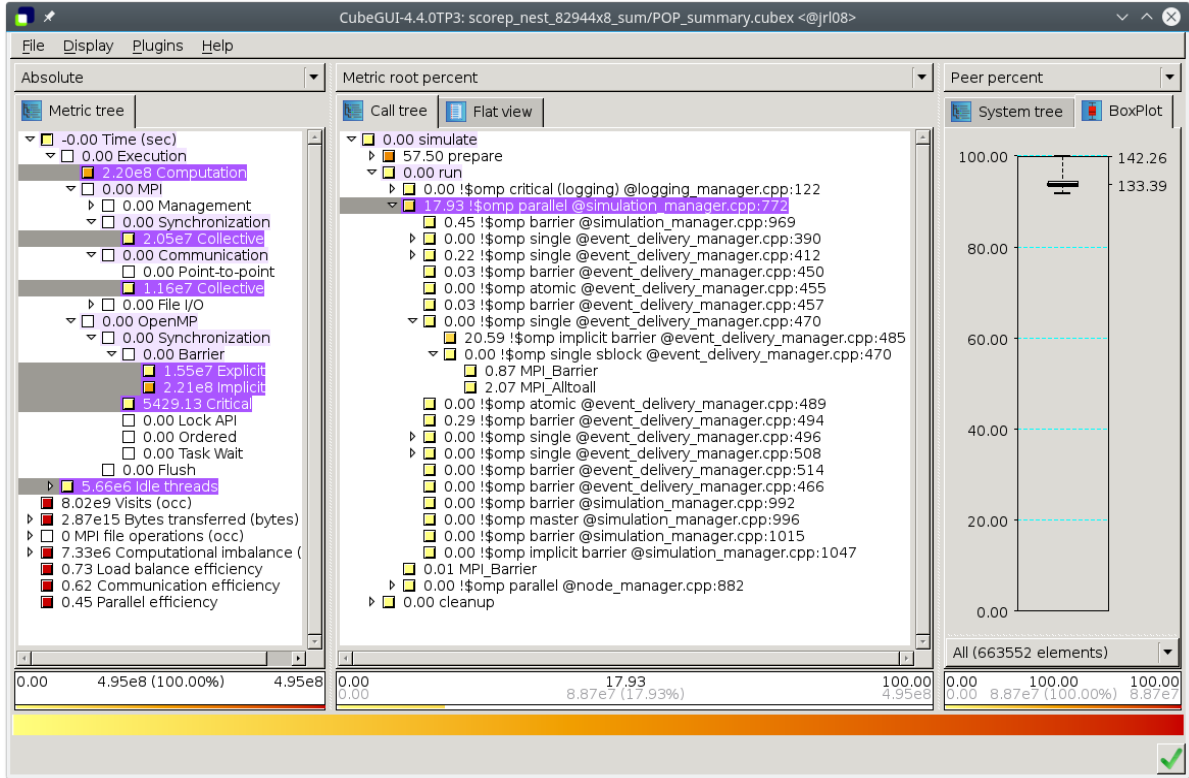 CubeGUI-4.4.0TP3: scorep_nest_82944x8_sum/POP_summary.cubex <@jrl08>
File Display Plugins Help
Absolute
Metric tree
-0.00 Time (sec)
0.00 Execution
2.20e8 Computation
0.00 MPI
0.00 Management
0.00 Synchronization
2.05e7 Collective
0.00 Communication
0.00 Point-to-point
1.16e7 Collective
0.00 File I/O
0.00 OpenMP
0.00 Synchronization
0.00 Barrier
1.55e7 Explicit
2.21e8 Implicit
5429.13 Critical
0.00 Lock API
0.00 Ordered
0.00 Task Wait
0.00 Flush
5.66e6 Idle threads
8.02e9 Visits (occ)
2.87e15 Bytes transferred (bytes)
0 MPI file operations (occ)
7.33e6 Computational imbalance (
0.73 Load balance efficiency
0.62 Communication efficiency
0.45 Parallel efficiency
0.00 4.95e8 (100.00%) 4.95e8
Metric root percent
Call tree Flat view
0.00 simulate
57.50 prepare
0.00 run
0.00 !$omp critical (logging) @logging_manager.cpp:122
17.93 !$omp parallel @simulation_manager.cpp:772
0.45 !$omp barrier @simulation_manager.cpp:969
0.00 !$omp single @event_delivery_manager.cpp:390
0.22 !$omp single @event_delivery_manager.cpp:412
0.03 !$omp barrier @event_delivery_manager.cpp:450
0.00 !$omp atomic @event_delivery_manager.cpp:455
0.03 !$omp barrier @event_delivery_manager.cpp:457
0.00 !$omp single @event_delivery_manager.cpp:470
20.59 !$omp implicit barrier @event_delivery_manager.cpp:485
0.00 !$omp single sblock @event_delivery_manager.cpp:470
0.87 MPI_Barrier
2.07 MPI_Alltoall
0.00 !$omp atomic @event_delivery_manager.cpp:489
0.29 !$omp barrier @event_delivery_manager.cpp:494
0.00 !$omp single @event_delivery_manager.cpp:496
0.00 !$omp single @event_delivery_manager.cpp:508
0.00 !$omp barrier @event_delivery_manager.cpp:514
0.00 !$omp barrier @event_delivery_manager.cpp:466
0.00 !$omp barrier @simulation_manager.cpp:992
0.00 !$omp master @simulation_manager.cpp:996
0.00 !$omp barrier @simulation_manager.cpp:1015
0.00 !$omp implicit barrier @simulation_manager.cpp:1047
0.01 MPI_Barrier
0.00 !$omp parallel @node_manager.cpp:882
0.00 cleanup
0.00 17.93 100.00
0.00 8.87e7 (17.93%) 4.95e8
Peer percent
System tree BoxPlot
100.00 142.26
133.39
80.00
60.00
40.00
20.00
0.00
All (663552 elements)
0.00 100.00 100.00
0.00 8.87e7 (100.00%) 8.87e7